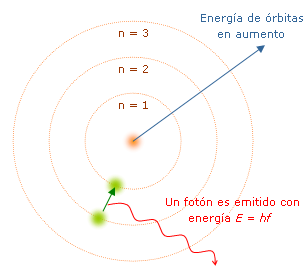 Energía de órbitas
en aumento
n = 3
n = 2
n = 1
Un fotón es emitido con
energía E = hf